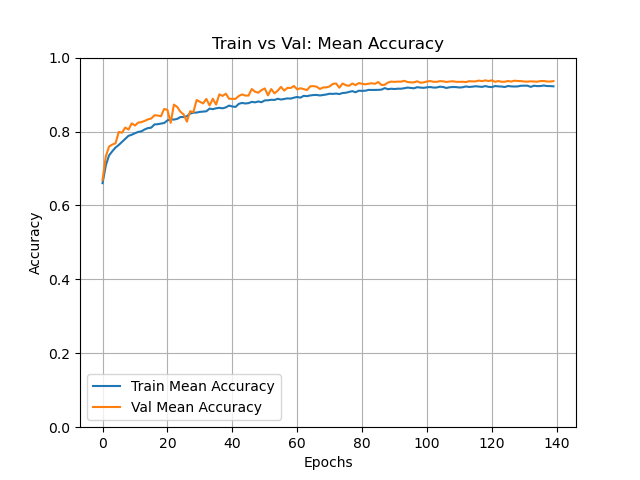 Train vs Val: Mean Accuracy
1.0
0.8
0.6
0.4
0.2
0.0
Accuracy
Train Mean Accuracy
Val Mean Accuracy
0 20 40 60 80 100 120 140
Epochs